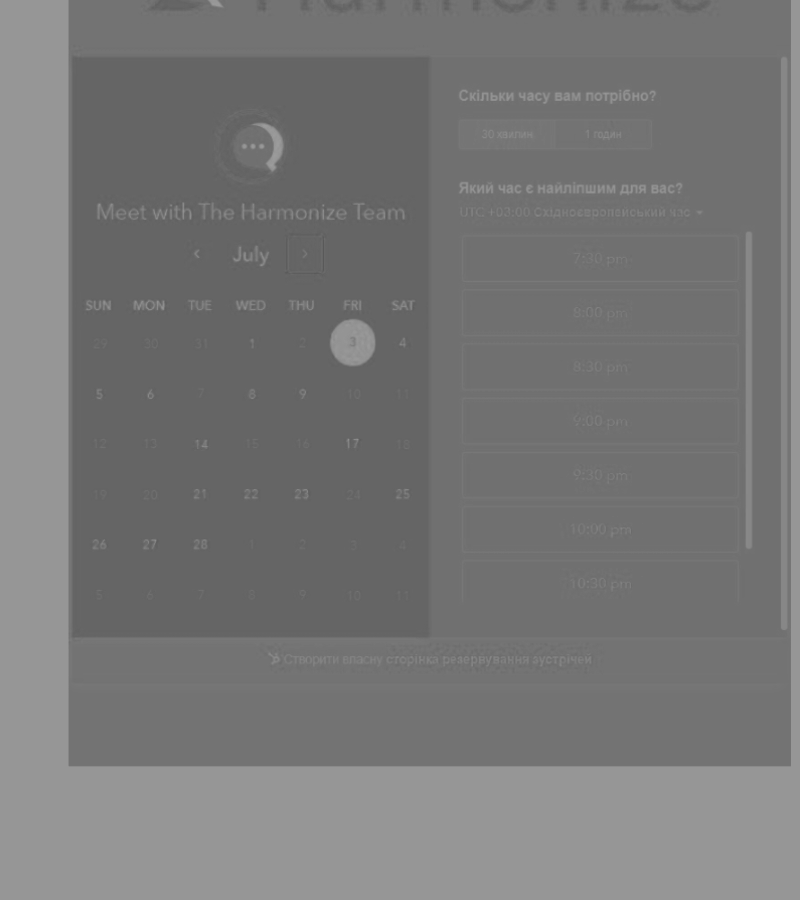 Harmonize
Meet with The Harmonize Team
July
SUN MON TUE WED THU FRI SAT
29 30 31 1 2 3 4
5 6 7 8 9 10 11
12 13 14 15 16 17 18
19 20 21 22 23 24 25
26 27 28 1 2 3 4
5 6 7 8 9 10 11
Скільки часу вам потрібно?
30 хвилин 1 годин
Який час є найліпшим для вас?
UTC +02:00 Східноєвропейський час
7:30 pm
8:00 pm
8:30 pm
9:00 pm
9:30 pm
10:00 pm
10:30 pm
Створити власну сторінка резервування зустрічей